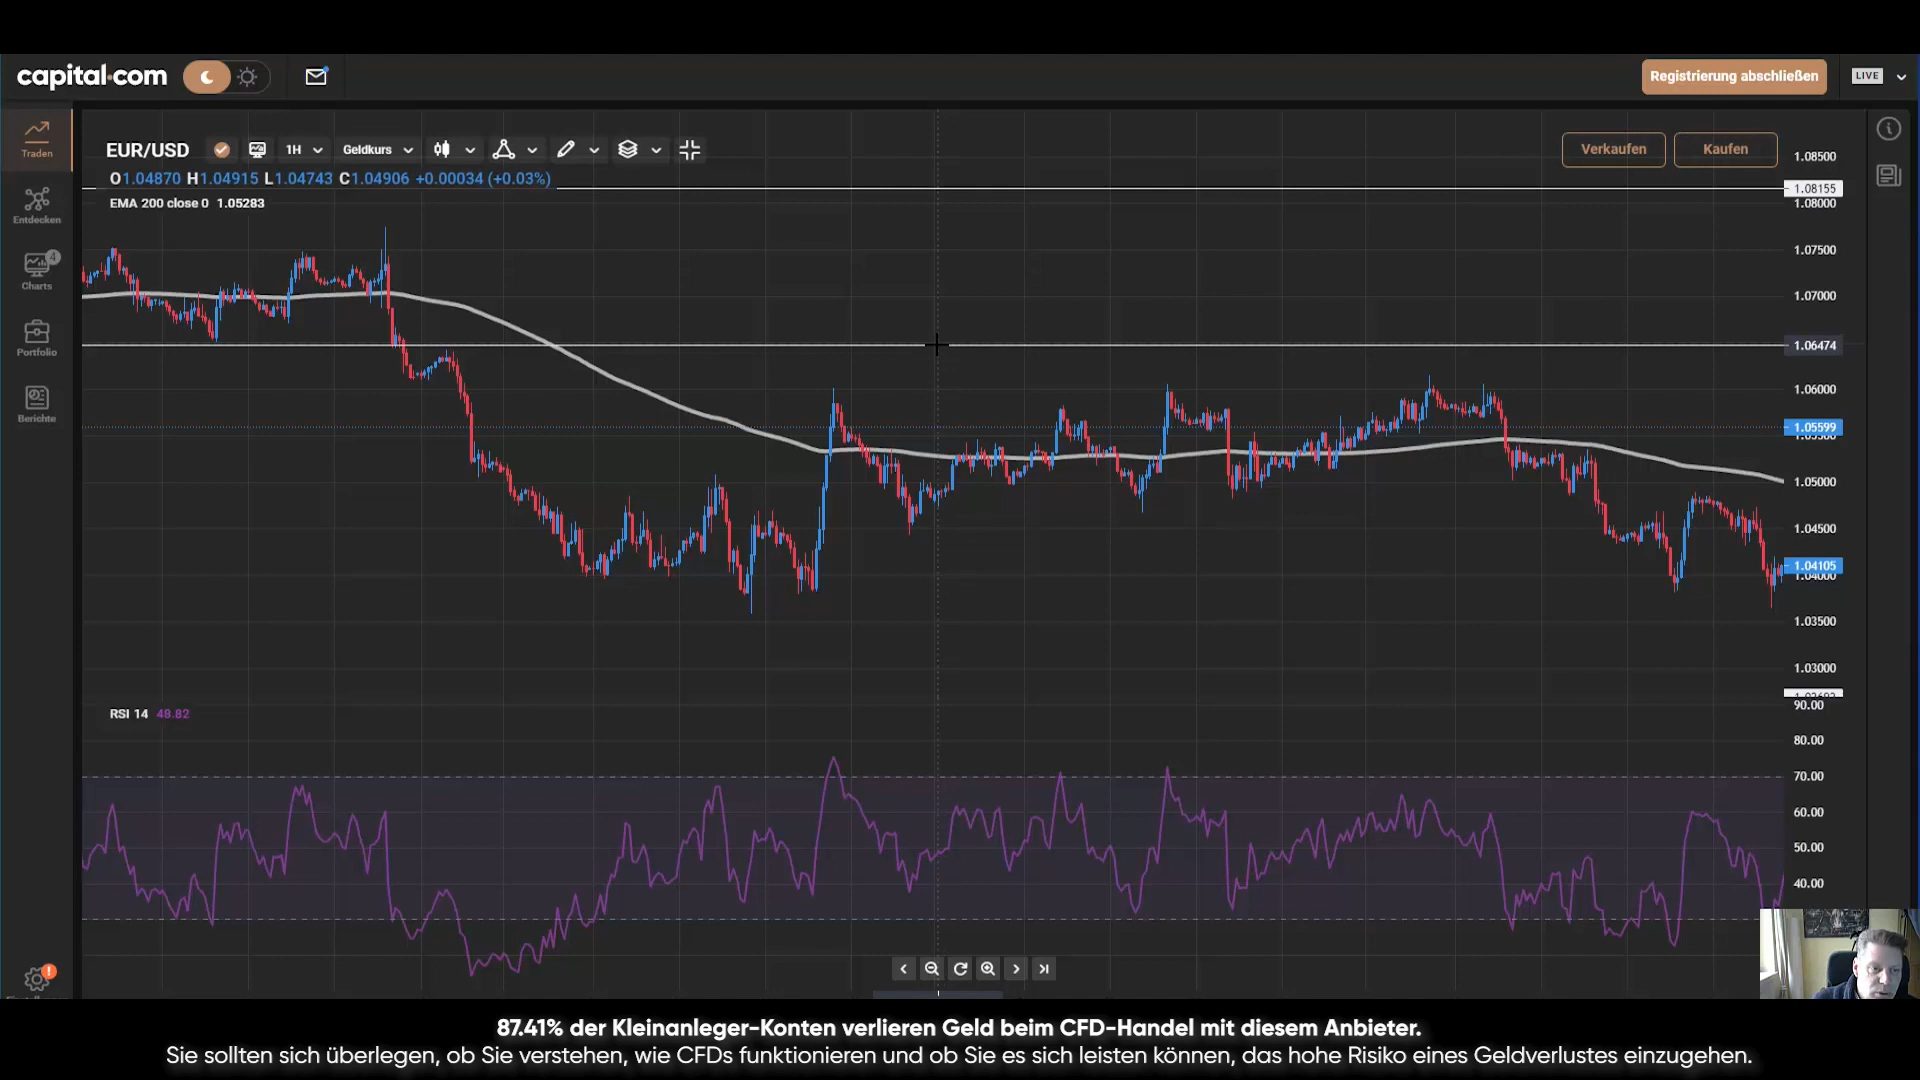 capital.com
Registrierung abschließen
LIVE
Traden
EUR/USD
1H
Geldkurs
Verkaufen
Kaufen
O1.04870 H1.04915 L1.04743 C1.04906 +0.00034 (+0.03%)
EMA 200 close 0 1.05283
Entdecken
4
Charts
Portfolio
Berichte
1.08500
1.08155
1.08000
1.07500
1.07000
1.06474
1.06000
1.05599
1.05000
1.04500
1.04105
1.04000
1.03500
1.03000
RSI 14 48.82
90.00
80.00
70.00
60.00
50.00
40.00
87.41% der Kleinanleger-Konten verlieren Geld beim CFD-Handel mit diesem Anbieter.
Sie sollten sich überlegen, ob Sie verstehen, wie CFDs funktionieren und ob Sie es sich leisten können, das hohe Risiko eines Geldverlustes einzugehen.